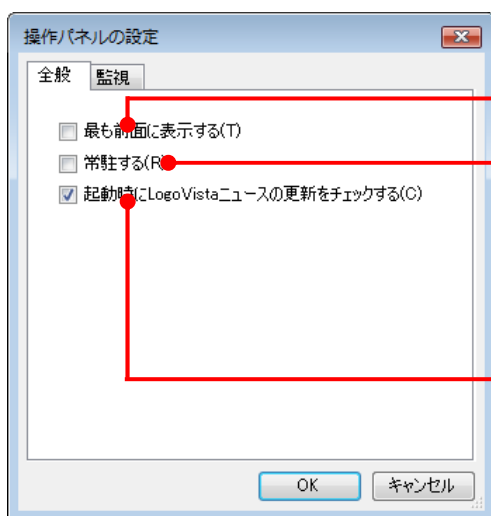 操作パネルの設定
全般 監視
最も前面に表示する(T)
常駐する(R)
起動時にLogoVistaニュースの更新をチェックする(C)
OK キャンセル